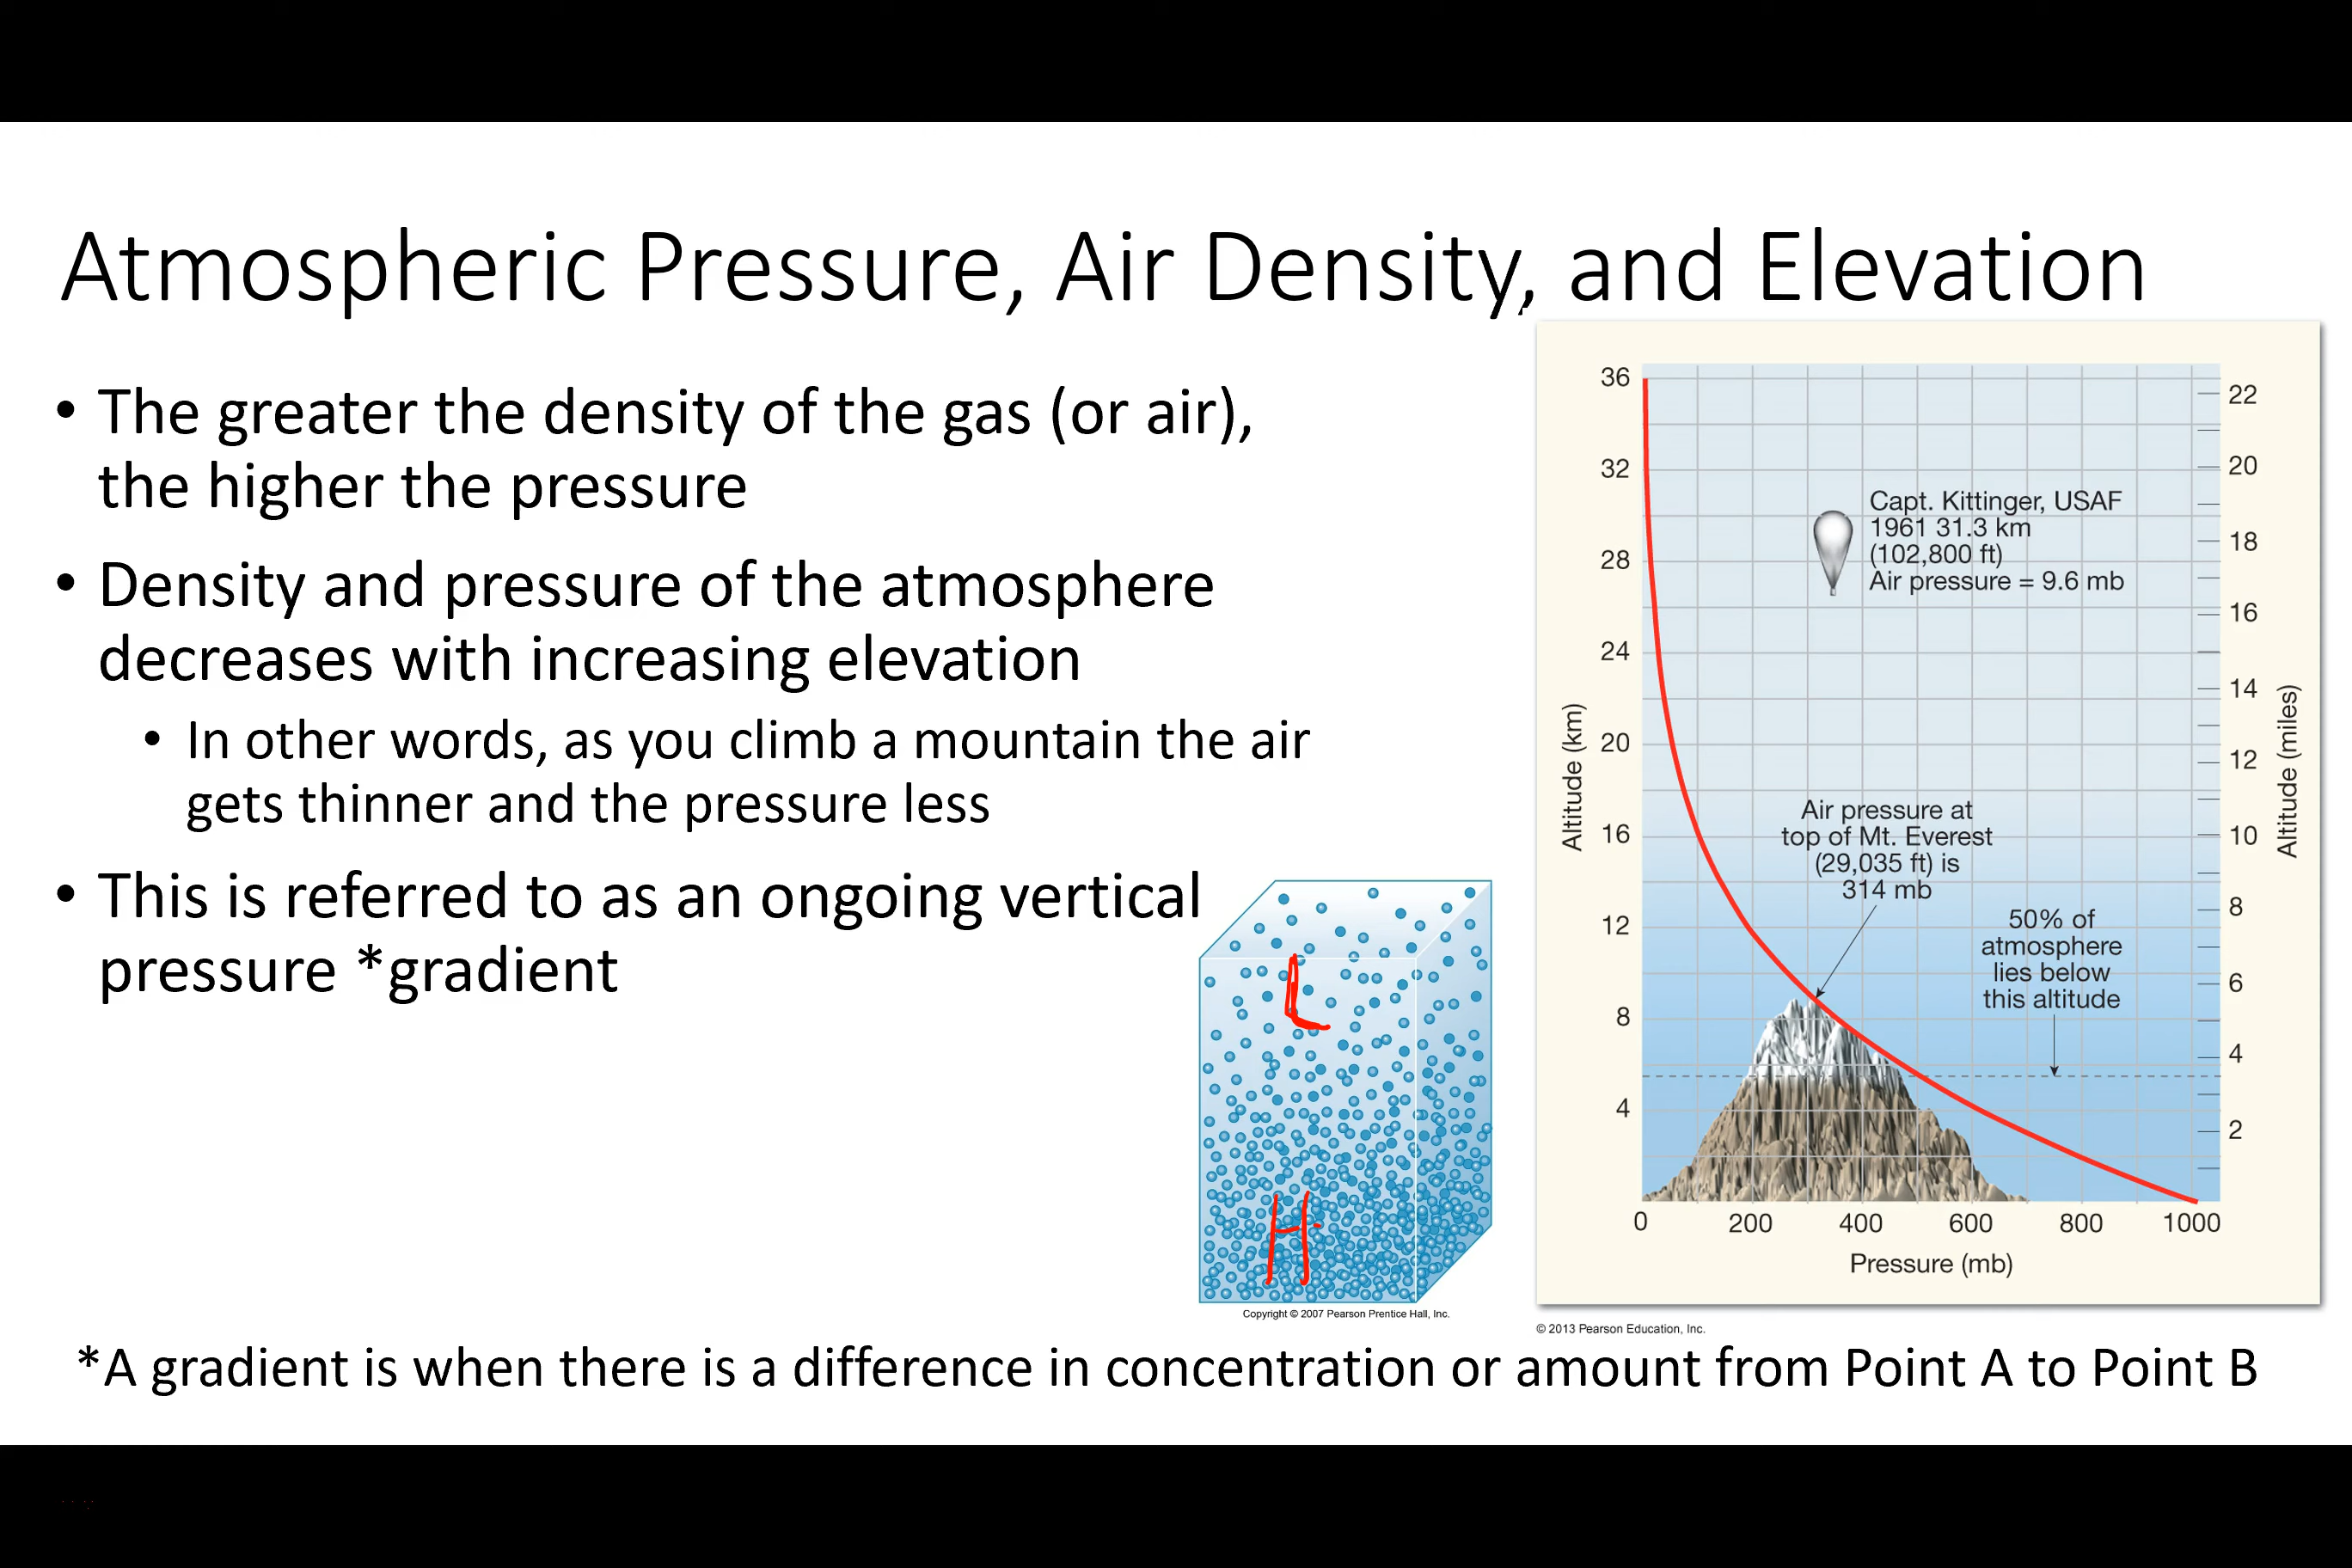 Atmospheric Pressure, Air Density, and Elevation
• The greater the density of the gas (or air),
the higher the pressure
• Density and pressure of the atmosphere
decreases with increasing elevation
• In other words, as you climb a mountain the air
gets thinner and the pressure less
• This is referred to as an ongoing vertical
pressure *gradient
L
H
Copyright © 2007 Pearson Prentice Hall, Inc.
Altitude (km)
36
32
28
24
20
16
12
8
4
Capt. Kittinger, USAF
1961 31.3 km
(102,800 ft)
Air pressure = 9.6 mb
Air pressure at
top of Mt. Everest
(29,035 ft) is
314 mb
50% of
atmosphere
lies below
this altitude
22
20
18
16
14
12
10
8
6
4
2
Altitude (miles)
0 200 400 600 800 1000
Pressure (mb)
© 2013 Pearson Education, Inc.
*A gradient is when there is a difference in concentration or amount from Point A to Point B